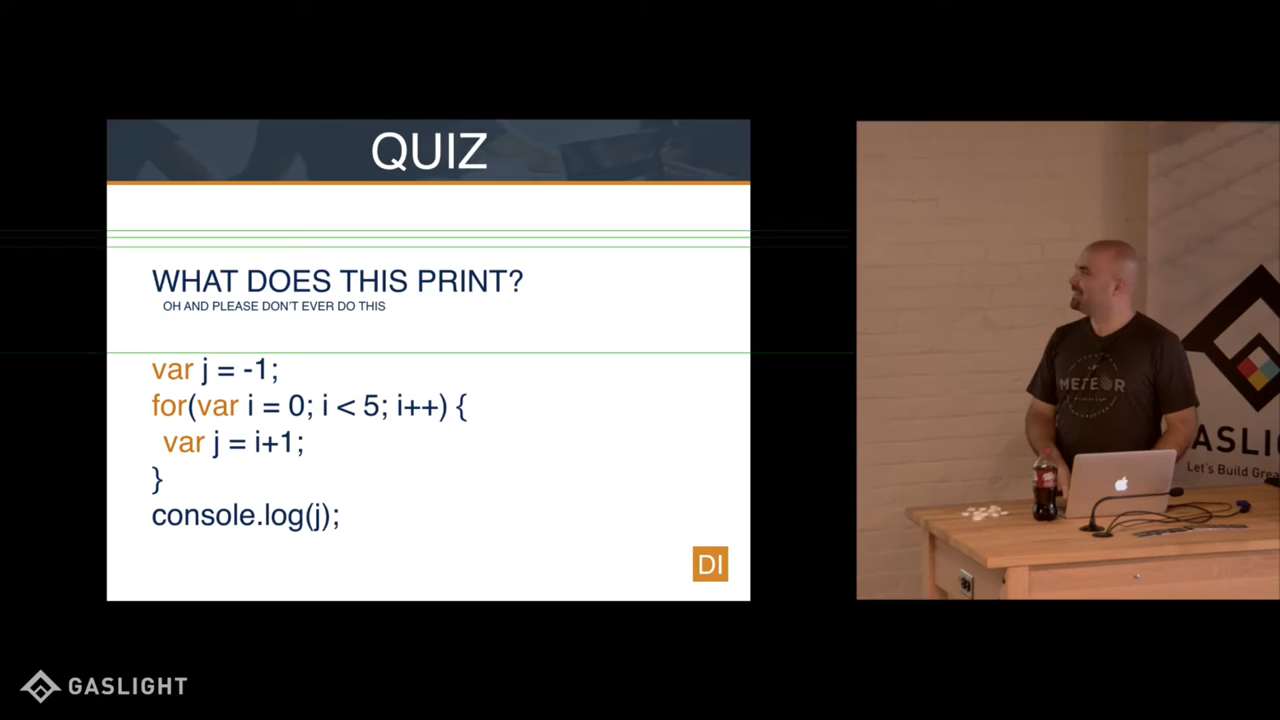 QUIZ
WHAT DOES THIS PRINT?
OH AND PLEASE DON'T EVER DO THIS
var j = -1;
for(var i = 0; i < 5; i++) {
var j = i+1;
}
console.log(j);
DI
METEOR
ASLIG
Let's Build Grea
GASLIGHT